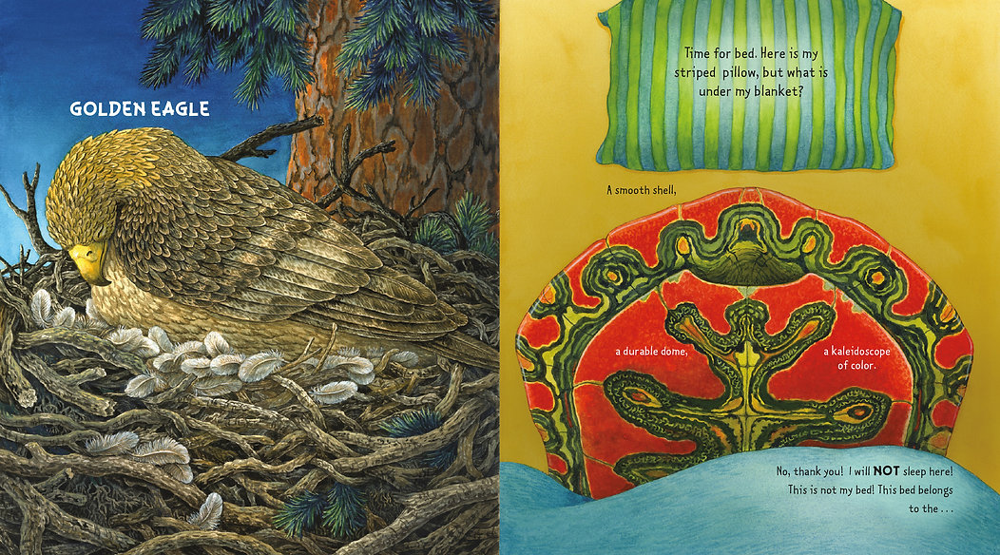 GOLDEN EAGLE
Time for bed. Here is my
striped pillow, but what is
under my blanket?
A smooth shell,
a durable dome,
a kaleidoscope
of color.
No, thank you! I will NOT sleep here!
This is not my bed! This bed belongs
to the . . .